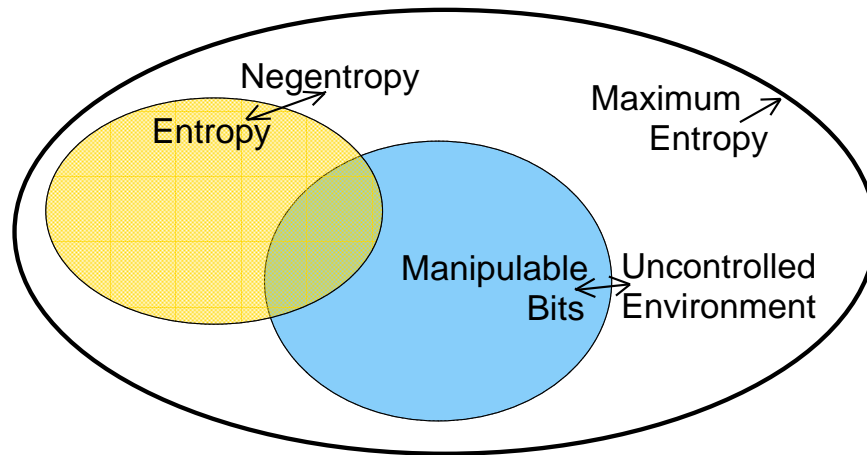 Negentropy
Entropy
Maximum
Entropy
Manipulable
Bits
Uncontrolled
Environment